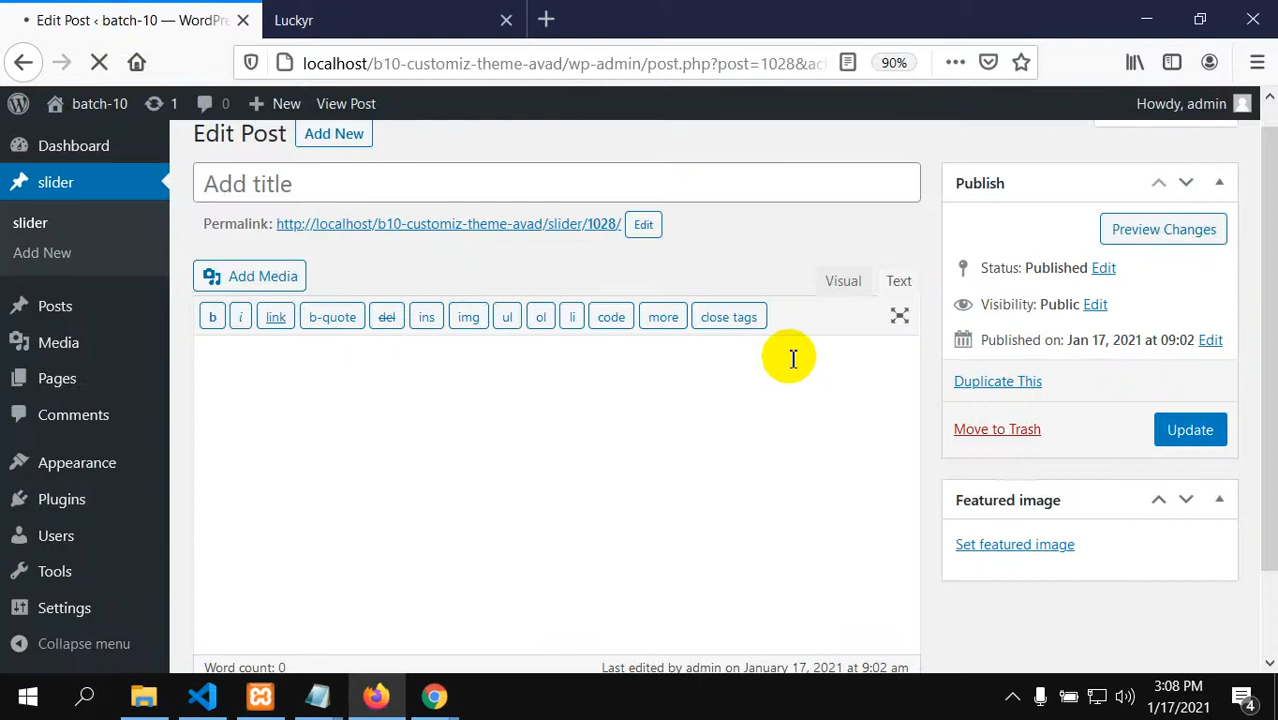 Edit Post ‹ batch-10 — WordPre
Luckyr
localhost/b10-customiz-theme-avad/wp-admin/post.php?post=1028&ac
90%
batch-10
1
0
New
View Post
Howdy, admin
Dashboard
slider
slider
Add New
Posts
Media
Pages
Comments
Appearance
Plugins
Users
Tools
Settings
Collapse menu
Edit Post
Add New
Add title
Permalink: http://localhost/b10-customiz-theme-avad/slider/1028/
Edit
Add Media
Visual
Text
b
i
link
b-quote
del
ins
img
ul
ol
li
code
more
close tags
Word count: 0
Last edited by admin on January 17, 2021 at 9:02 am
Publish
Preview Changes
Status: Published Edit
Visibility: Public Edit
Published on: Jan 17, 2021 at 09:02 Edit
Duplicate This
Move to Trash
Update
Featured image
Set featured image
3:08 PM
1/17/2021
4